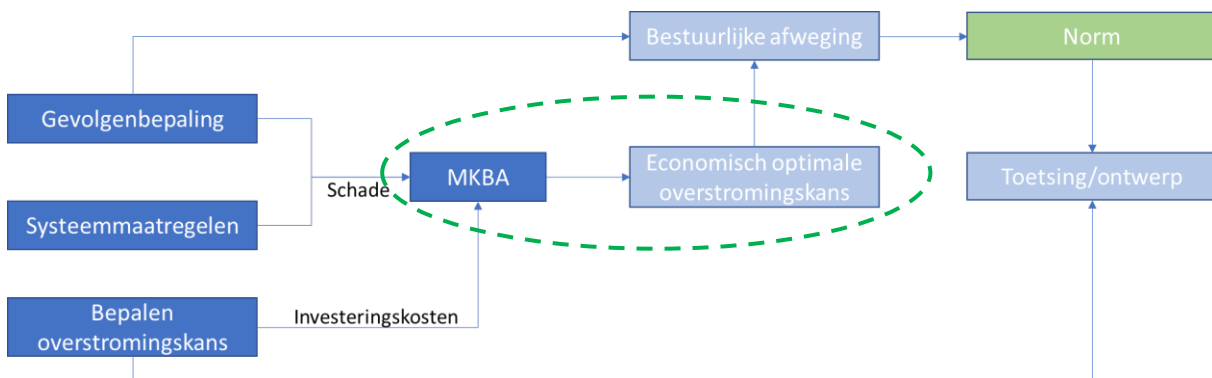 Bestuurlijke afweging
Norm
Gevolgenbepaling
MKBA
Economisch optimale
overstromingskans
Toetsing/ontwerp
Schade
Systeemmaatregelen
Bepalen
overstromingskans
Investeringskosten